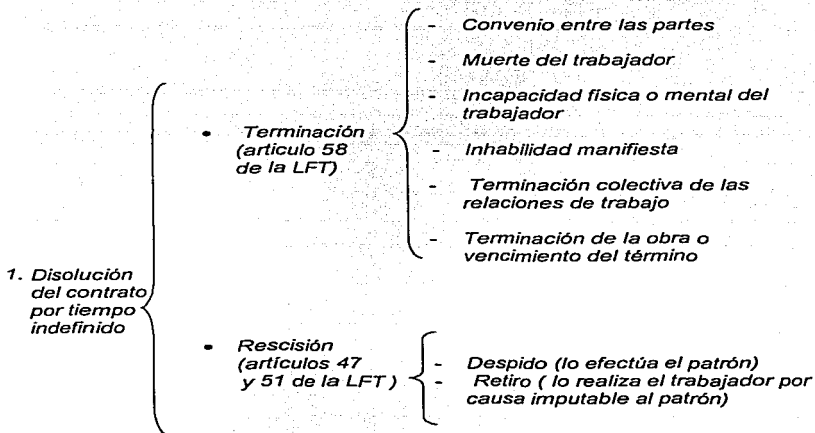 1. Disolución
del contrato
por tiempo
indefinido
• Terminación
(articulo 58
de la LFT)
- Convenio entre las partes
- Muerte del trabajador
- Incapacidad física o mental del
trabajador
- Inhabilidad manifiesta
- Terminación colectiva de las
relaciones de trabajo
- Terminación de la obra o
vencimiento del término
• Rescisión
(artículos 47
y 51 de la LFT )
- Despido (lo efectúa el patrón)
- Retiro ( lo realiza el trabajador por
causa imputable al patrón)